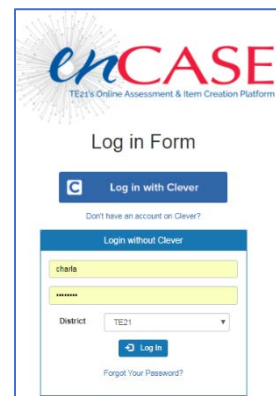 enCASE
TE21's Online Assessment & Item Creation Platform
Log in Form
C Log in with Clever
Don't have an account on Clever?
Login without Clever
charla
••••••••
District TE21
Log In
Forgot Your Password?